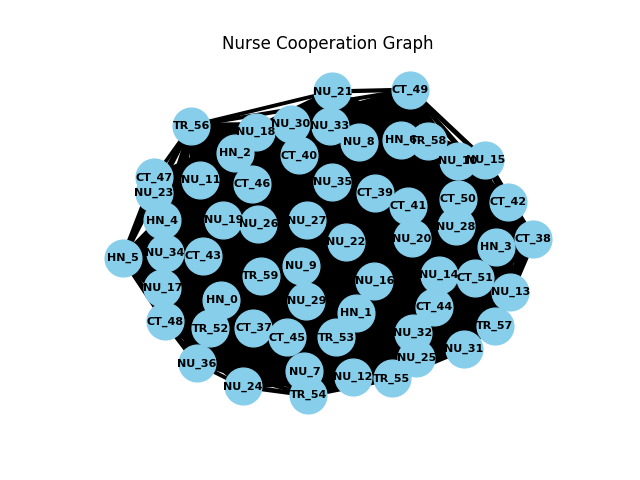 Nurse Cooperation Graph
NU_21
CT_49
TR_56
NU_18
NU_30
NU_33
NU_8
HN_6
TR_58
HN_2
CT_40
NU_10
NU_15
CT_47
NU_23
NU_11
CT_46
NU_35
CT_39
CT_41
CT_50
CT_42
HN_4
NU_19
NU_26
NU_27
NU_28
NU_20
CT_38
HN_5
NU_34
CT_43
NU_22
HN_3
TR_59
NU_9
NU_16
NU_14
CT_51
NU_13
NU_17
HN_0
NU_29
HN_1
CT_44
CT_48
TR_52
CT_37
CT_45
TR_53
NU_32
TR_57
NU_36
NU_7
NU_12
TR_55
NU_25
NU_31
NU_24
TR_54